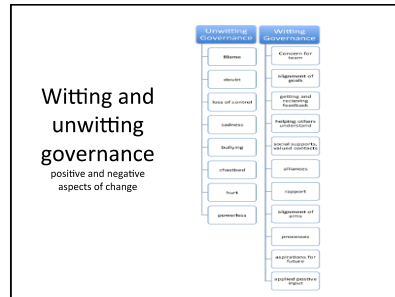 Witting and
unwitting
governance
positive and negative
aspects of change
Unwitting
Governance
Blame
doubt
loss of control
sadness
bullying
chastised
hurt
powerless
Witting
Governance
Concern for
team
alignment of
goals
getting and
recieving
feedback
helping others
understand
social supports,
valued contacts
alliances
rapport
alignment of
aims
processes
aspirations for
future
applied positive
input